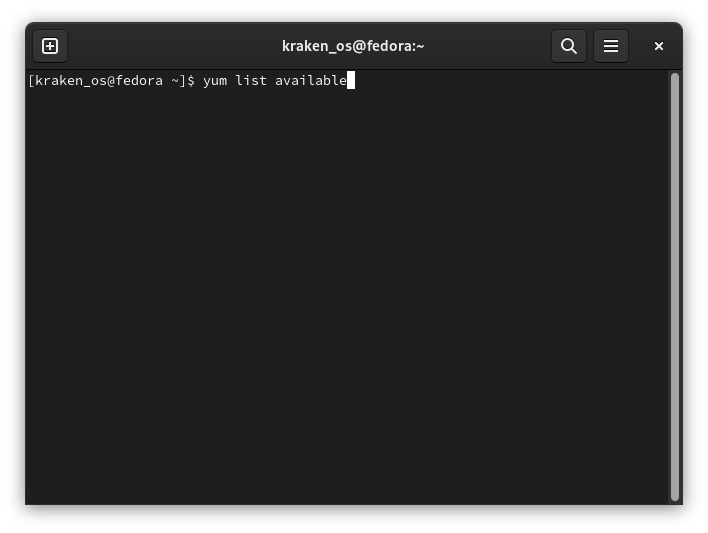 kraken_os@fedora:~
[kraken_os@fedora ~]$ yum list available